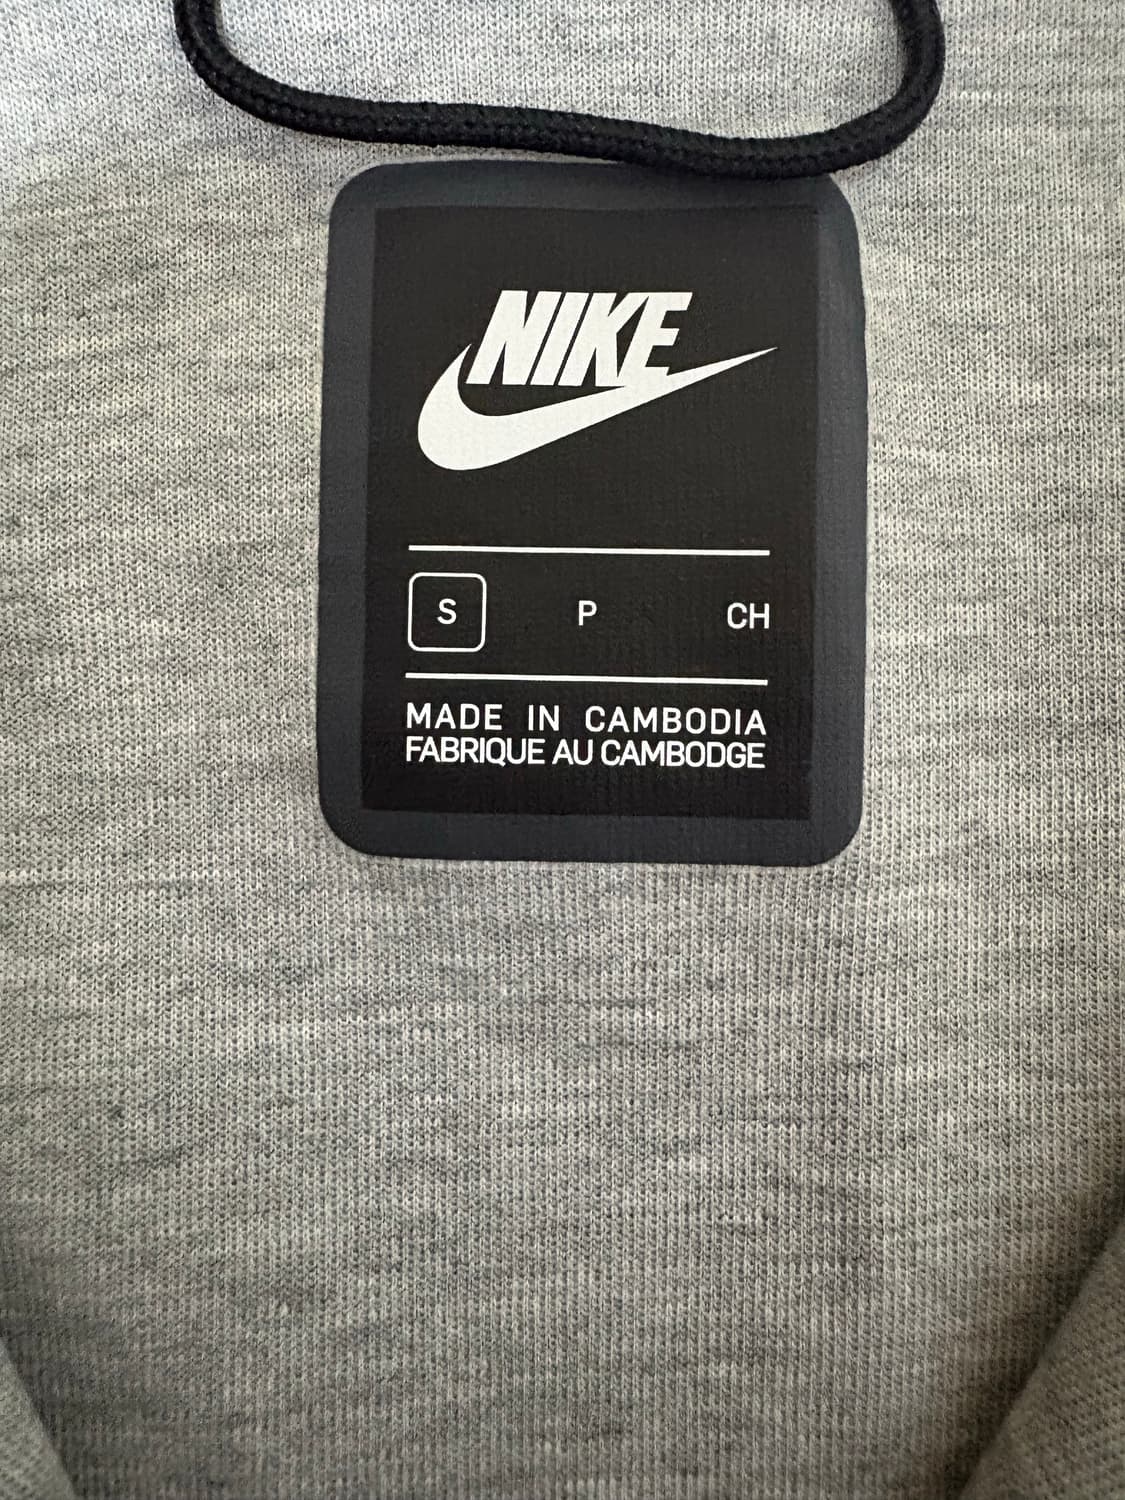 NIKE
S P CH
MADE IN CAMBODIA
FABRIQUE AU CAMBODGE